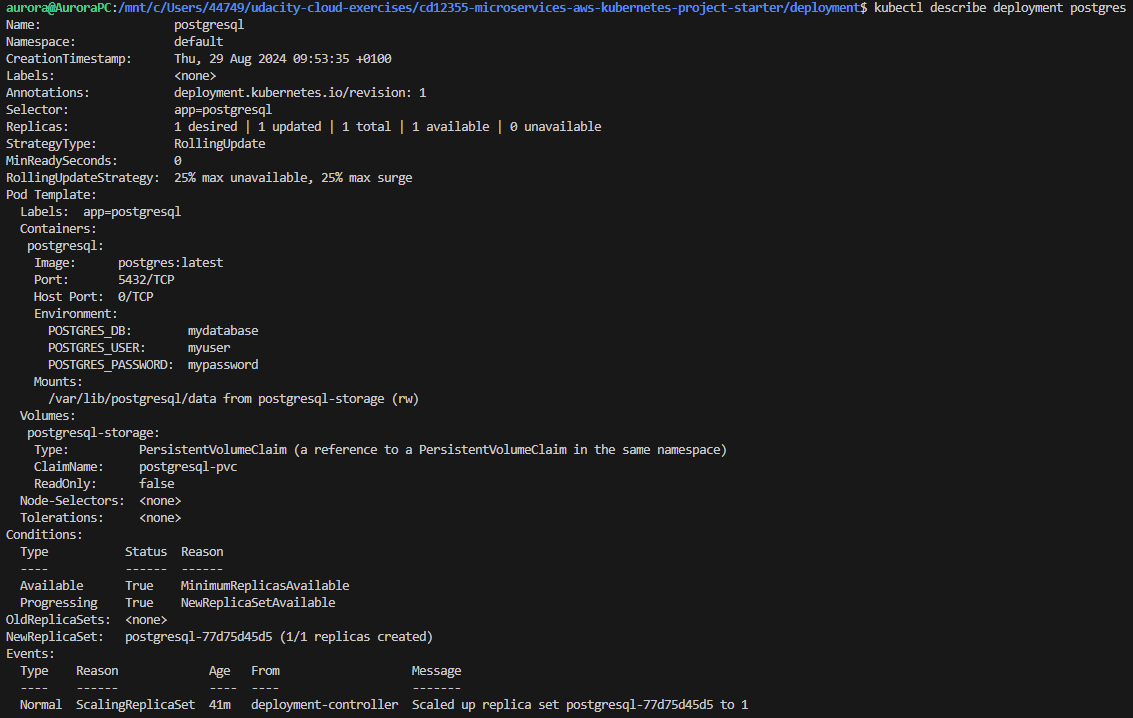 aurora@AuroraPC:/mnt/c/Users/44749/udacity-cloud-exercises/cd12355-microservices-aws-kubernetes-project-starter/deployment$ kubectl describe deployment postgres
Name:                   postgresql
Namespace:              default
CreationTimestamp:      Thu, 29 Aug 2024 09:53:35 +0100
Labels:                 <none>
Annotations:            deployment.kubernetes.io/revision: 1
Selector:               app=postgresql
Replicas:               1 desired | 1 updated | 1 total | 1 available | 0 unavailable
StrategyType:           RollingUpdate
MinReadySeconds:        0
RollingUpdateStrategy:  25% max unavailable, 25% max surge
Pod Template:
  Labels:  app=postgresql
  Containers:
   postgresql:
    Image:      postgres:latest
    Port:       5432/TCP
    Host Port:  0/TCP
    Environment:
      POSTGRES_DB:        mydatabase
      POSTGRES_USER:      myuser
      POSTGRES_PASSWORD:  mypassword
    Mounts:
      /var/lib/postgresql/data from postgresql-storage (rw)
  Volumes:
   postgresql-storage:
    Type:          PersistentVolumeClaim (a reference to a PersistentVolumeClaim in the same namespace)
    ClaimName:     postgresql-pvc
    ReadOnly:      false
  Node-Selectors:  <none>
  Tolerations:     <none>
Conditions:
  Type           Status  Reason
  ----           ------  ------
  Available      True    MinimumReplicasAvailable
  Progressing    True    NewReplicaSetAvailable
OldReplicaSets:  <none>
NewReplicaSet:   postgresql-77d75d45d5 (1/1 replicas created)
Events:
  Type    Reason             Age   From                   Message
  ----    ------             ----  ----                   -------
  Normal  ScalingReplicaSet  41m   deployment-controller  Scaled up replica set postgresql-77d75d45d5 to 1